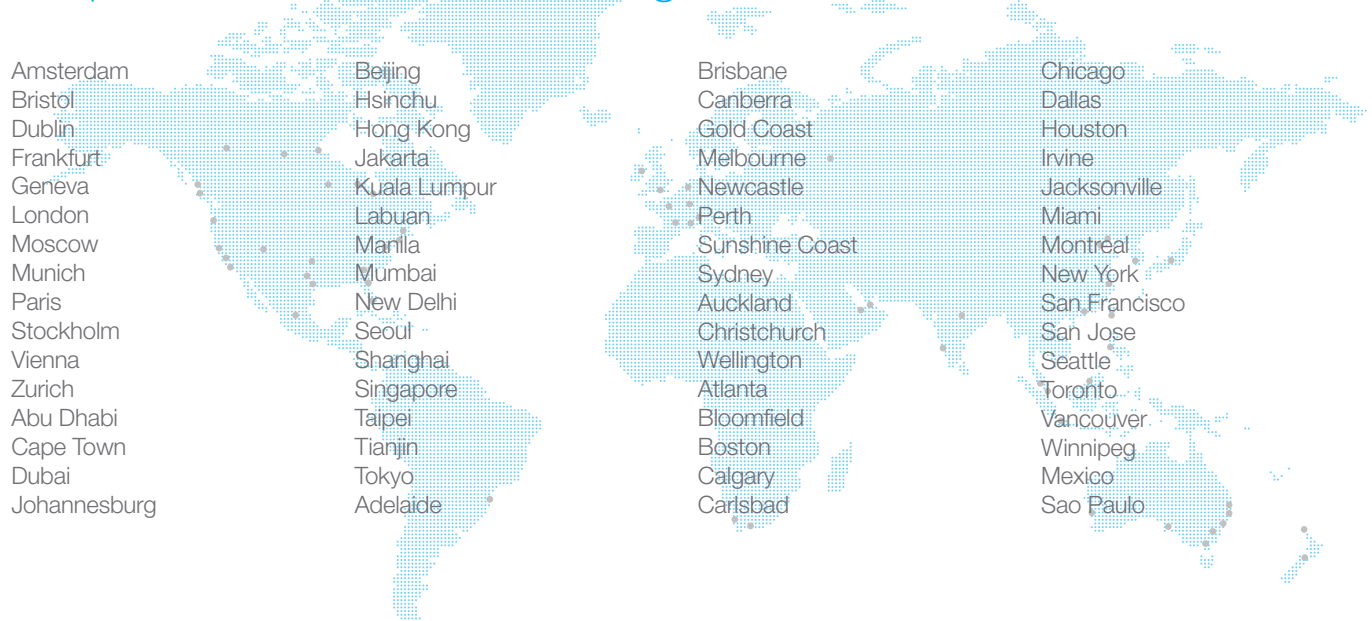 Amsterdam
Bristol
Dublin
Frankfurt
Geneva
London
Moscow
Munich
Paris
Stockholm
Vienna
Zurich
Abu Dhabi
Cape Town
Dubai
Johannesburg
Beijing
Hsinchu
Hong Kong
Jakarta
Kuala Lumpur
Labuan
Manila
Mumbai
New Delhi
Seoul
Shanghai
Singapore
Taipei
Tianjin
Tokyo
Adelaide
Brisbane
Canberra
Gold Coast
Melbourne
Newcastle
Perth
Sunshine Coast
Sydney
Auckland
Christchurch
Wellington
Atlanta
Bloomfield
Boston
Calgary
Carlsbad
Chicago
Dallas
Houston
Irvine
Jacksonville
Miami
Montreal
New York
San Francisco
San Jose
Seattle
Toronto
Vancouver
Winnipeg
Mexico
Sao Paulo